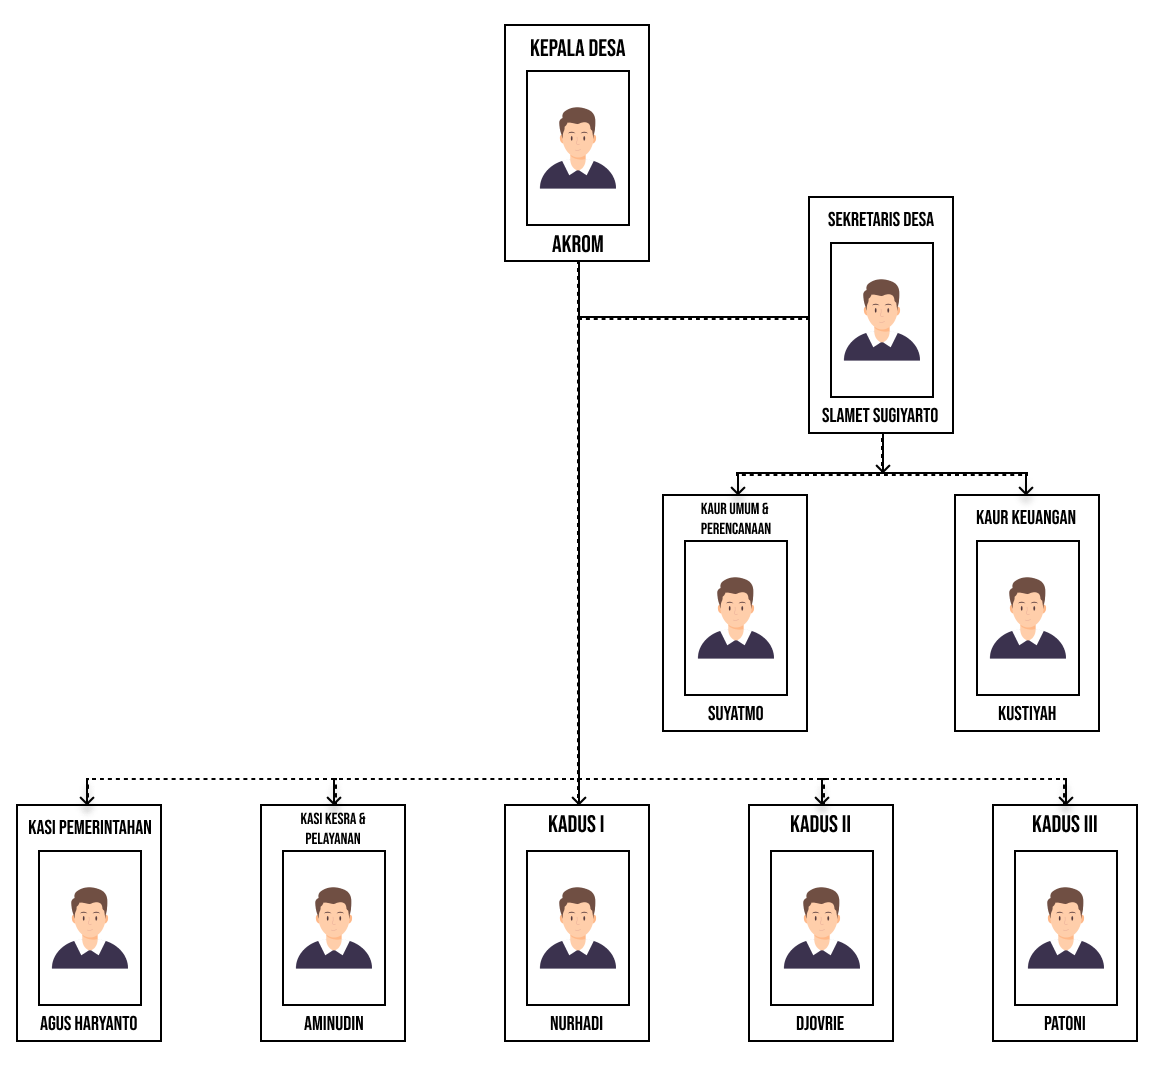 KEPALA DESA
AKROM
SEKRETARIS DESA
SLAMET SUGIYARTO
KAUR UMUM &
PERENCANAAN
SUYATMO
KAUR KEUANGAN
KUSTIYAH
KASI PEMERINTAHAN
AGUS HARYANTO
KASI KESRA &
PELAYANAN
AMINUDIN
KADUS I
NURHADI
KADUS II
DJOVRIE
KADUS III
PATONI